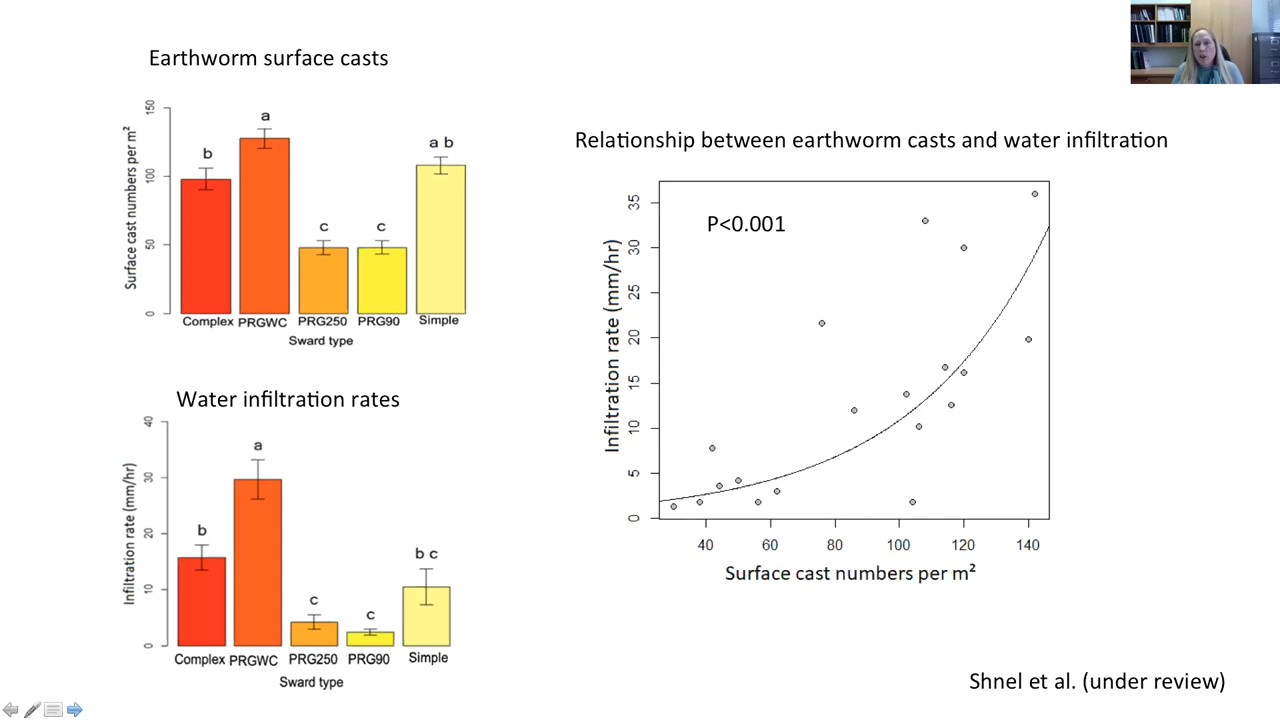 Earthworm surface casts
Surface cast numbers per m²
150
100
50
0
b
a
c
c
a b
Complex PRGWC PRG250 PRG90 Simple
Sward type
Water infiltration rates
Infiltration rate (mm/hr)
40
30
20
10
0
b
a
c
c
b c
Complex PRGWC PRG250 PRG90 Simple
Sward type
Relationship between earthworm casts and water infiltration
P<0.001
Infiltration rate (mm/hr)
35
30
25
20
15
10
5
0
40 60 80 100 120 140
Surface cast numbers per m²
Shnel et al. (under review)